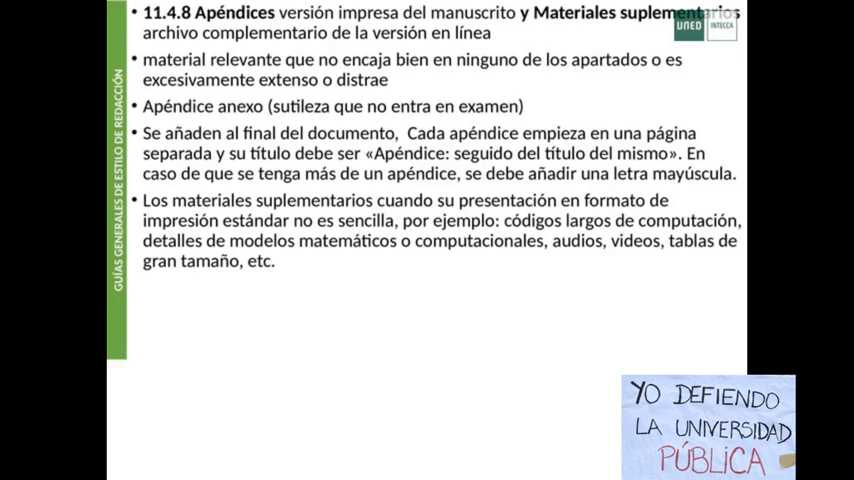 • 11.4.8 Apéndices versión impresa del manuscrito y Materiales suplementarios
archivo complementario de la versión en línea
• material relevante que no encaja bien en ninguno de los apartados o es
excesivamente extenso o distrae
• Apéndice anexo (sutileza que no entra en examen)
• Se añaden al final del documento, Cada apéndice empieza en una página
separada y su título debe ser «Apéndice: seguido del título del mismo». En
caso de que se tenga más de un apéndice, se debe añadir una letra mayúscula.
• Los materiales suplementarios cuando su presentación en formato de
impresión estándar no es sencilla, por ejemplo: códigos largos de computación,
detalles de modelos matemáticos o computacionales, audios, videos, tablas de
gran tamaño, etc.
GUÍAS GENERALES DE ESTILO DE REDACCIÓN
UNED
INTECCA
YO DEFIENDO
LA UNIVERSIDAD
PÚBLICA